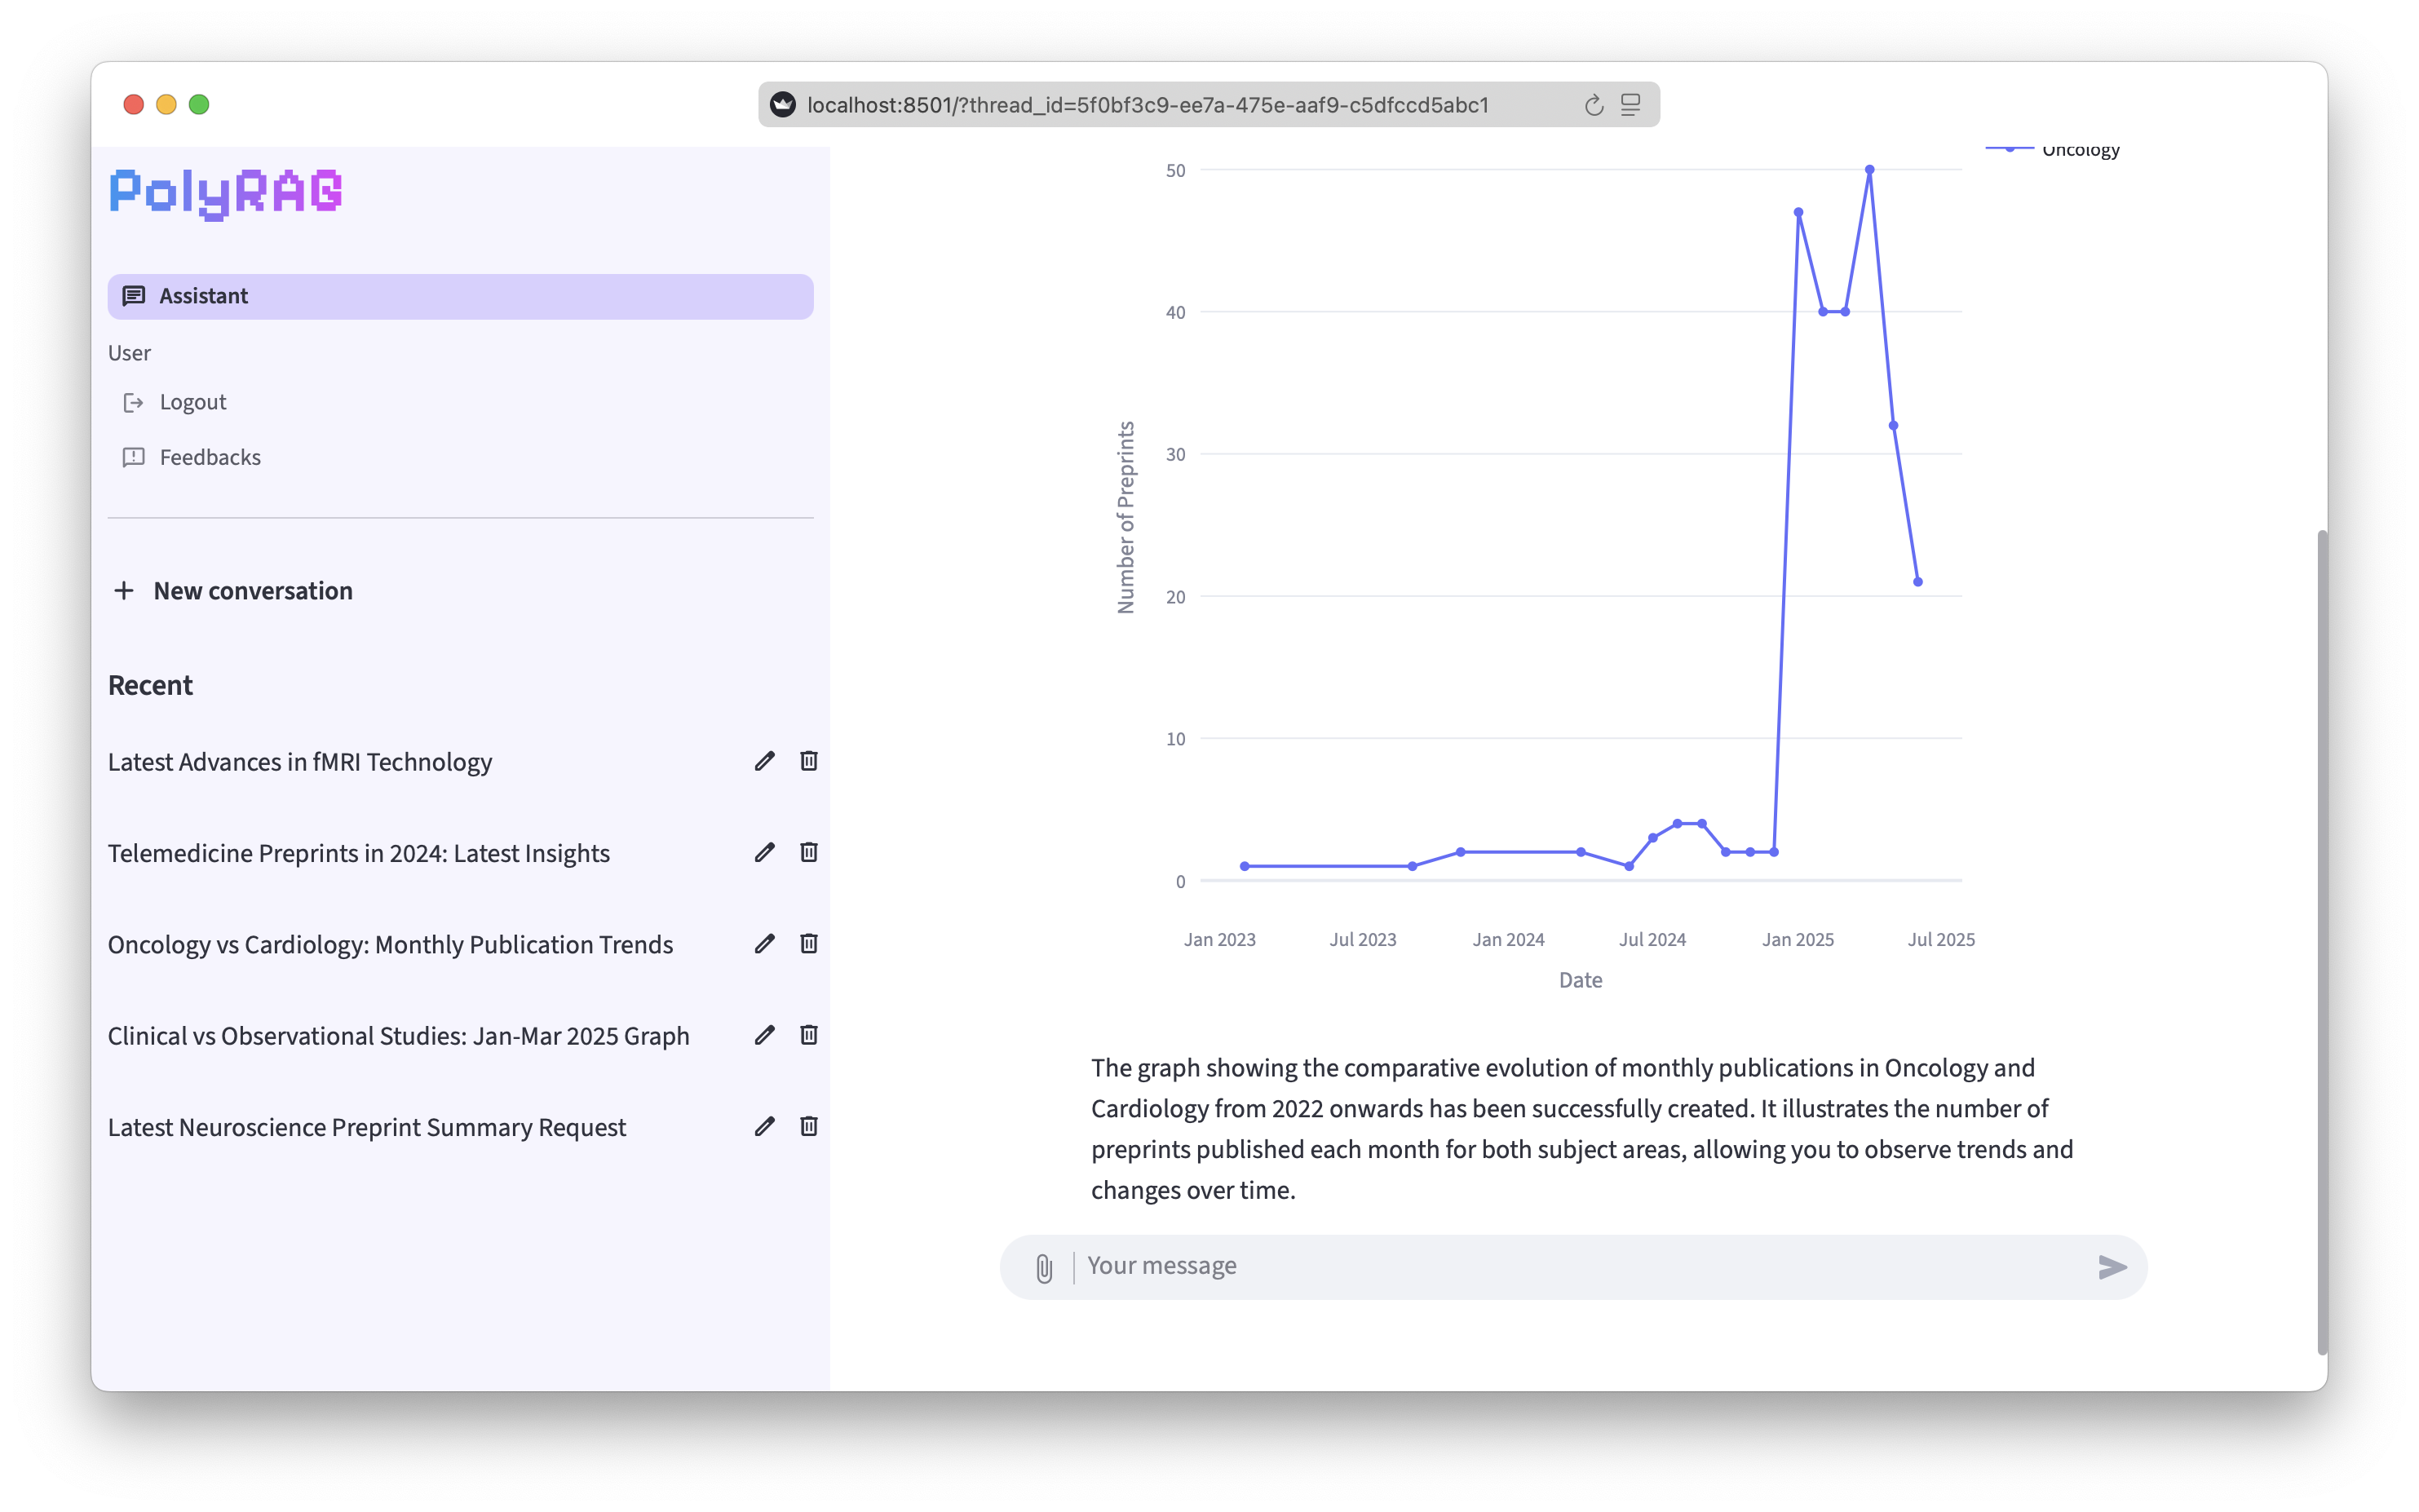 localhost:8501/?thread_id=5f0bf3c9-ee7a-475e-aaf9-c5dfccd5abc1
PolyRAG
Assistant
User
Logout
Feedbacks
New conversation
Recent
Latest Advances in fMRI Technology
Telemedicine Preprints in 2024: Latest Insights
Oncology vs Cardiology: Monthly Publication Trends
Clinical vs Observational Studies: Jan-Mar 2025 Graph
Latest Neuroscience Preprint Summary Request
Oncology
50
40
30
20
10
0
Number of Preprints
Jan 2023
Jul 2023
Jan 2024
Jul 2024
Jan 2025
Jul 2025
Date
The graph showing the comparative evolution of monthly publications in Oncology and
Cardiology from 2022 onwards has been successfully created. It illustrates the number of
preprints published each month for both subject areas, allowing you to observe trends and
changes over time.
Your message